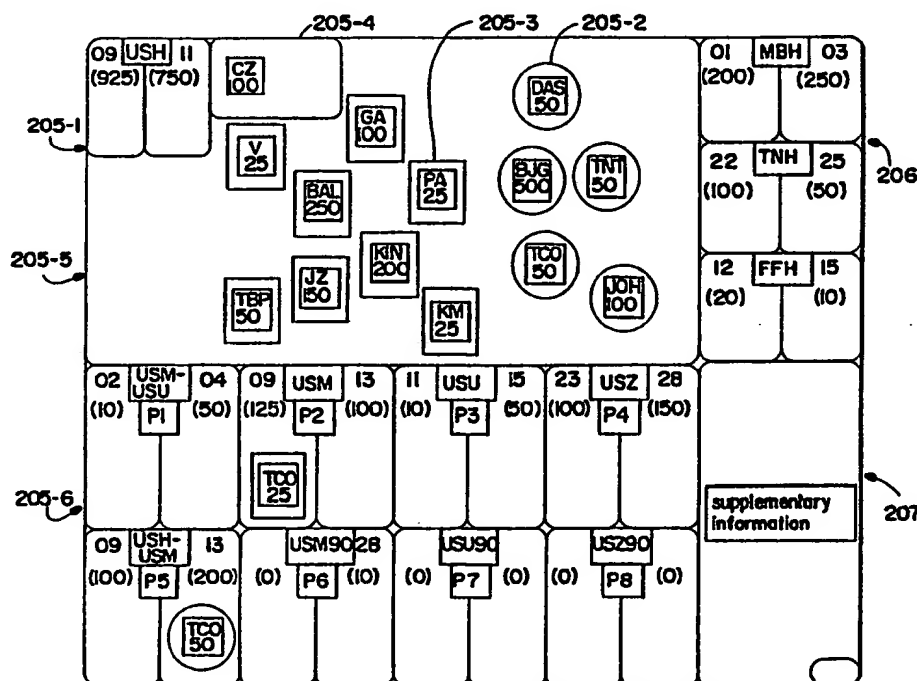 205-4
205-3
205-2
09 USH 11
(925) (750)
CZ
100
GA
100
V
25
BAL
250
PA
25
DAS
50
BJG
500
TNT
50
KIN
200
JZ
150
TBP
50
KM
25
TCO
50
JOH
100
01 MBH 03
(200) (250)
22 TNH 25
(100) (50)
12 FFH 15
(20) (10)
205-1
205-5
206
02 USM-USU 04
(10) P1 (50)
09 USM 13
(125) P2 (100)
TCO
25
11 USU 15
(10) P3 (50)
23 USZ 28
(100) P4 (150)
205-6
207
supplementary
information
09 USH-USM 13
(100) P5 (200)
TCO
50
USM90 28
(0) P6 (10)
USU90
(0) P7 (0)
USZ90
(0) P8 (0)